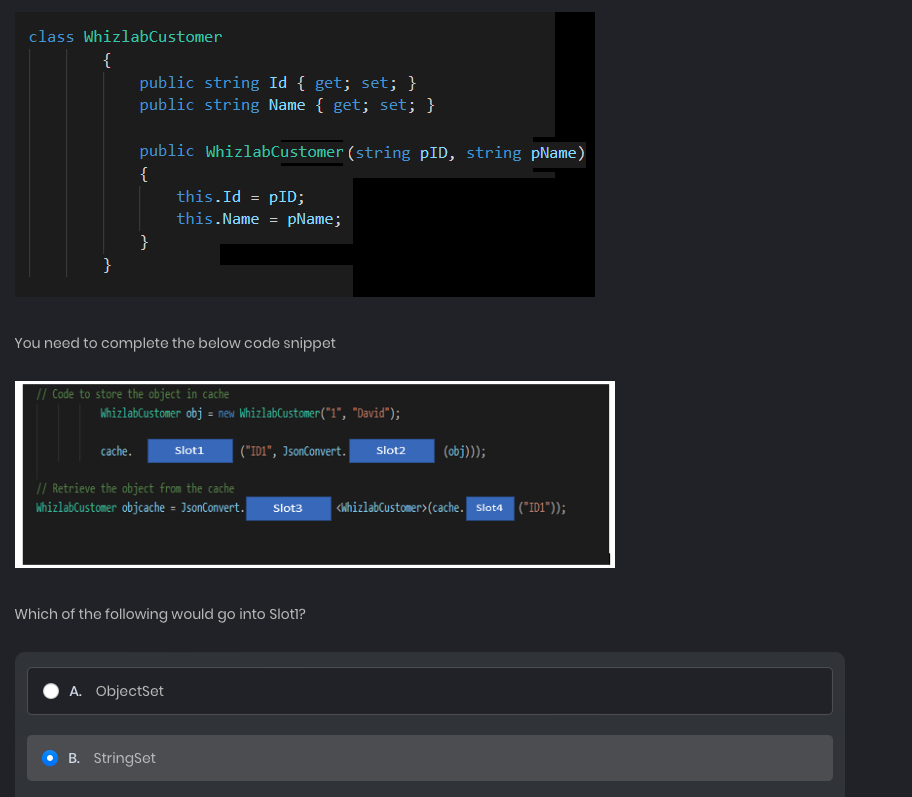 class WhizlabCustomer
{
public string Id { get; set; }
public string Name { get; set; }
public WhizlabCustomer(string pID, string pName)
{
this.Id = pID;
this.Name = pName;
}
}
You need to complete the below code snippet
// Code to store the object in cache
WhizlabCustomer obj = new WhizlabCustomer("1", "David");
cache. Slot1 ("ID1", JsonConvert. Slot2 (obj)));
// Retrieve the object from the cache
WhizlabCustomer objcache = JsonConvert. Slot3 <WhizlabCustomer>(cache. Slot4 ("ID1"));
Which of the following would go into Slot1?
A. ObjectSet
B. StringSet